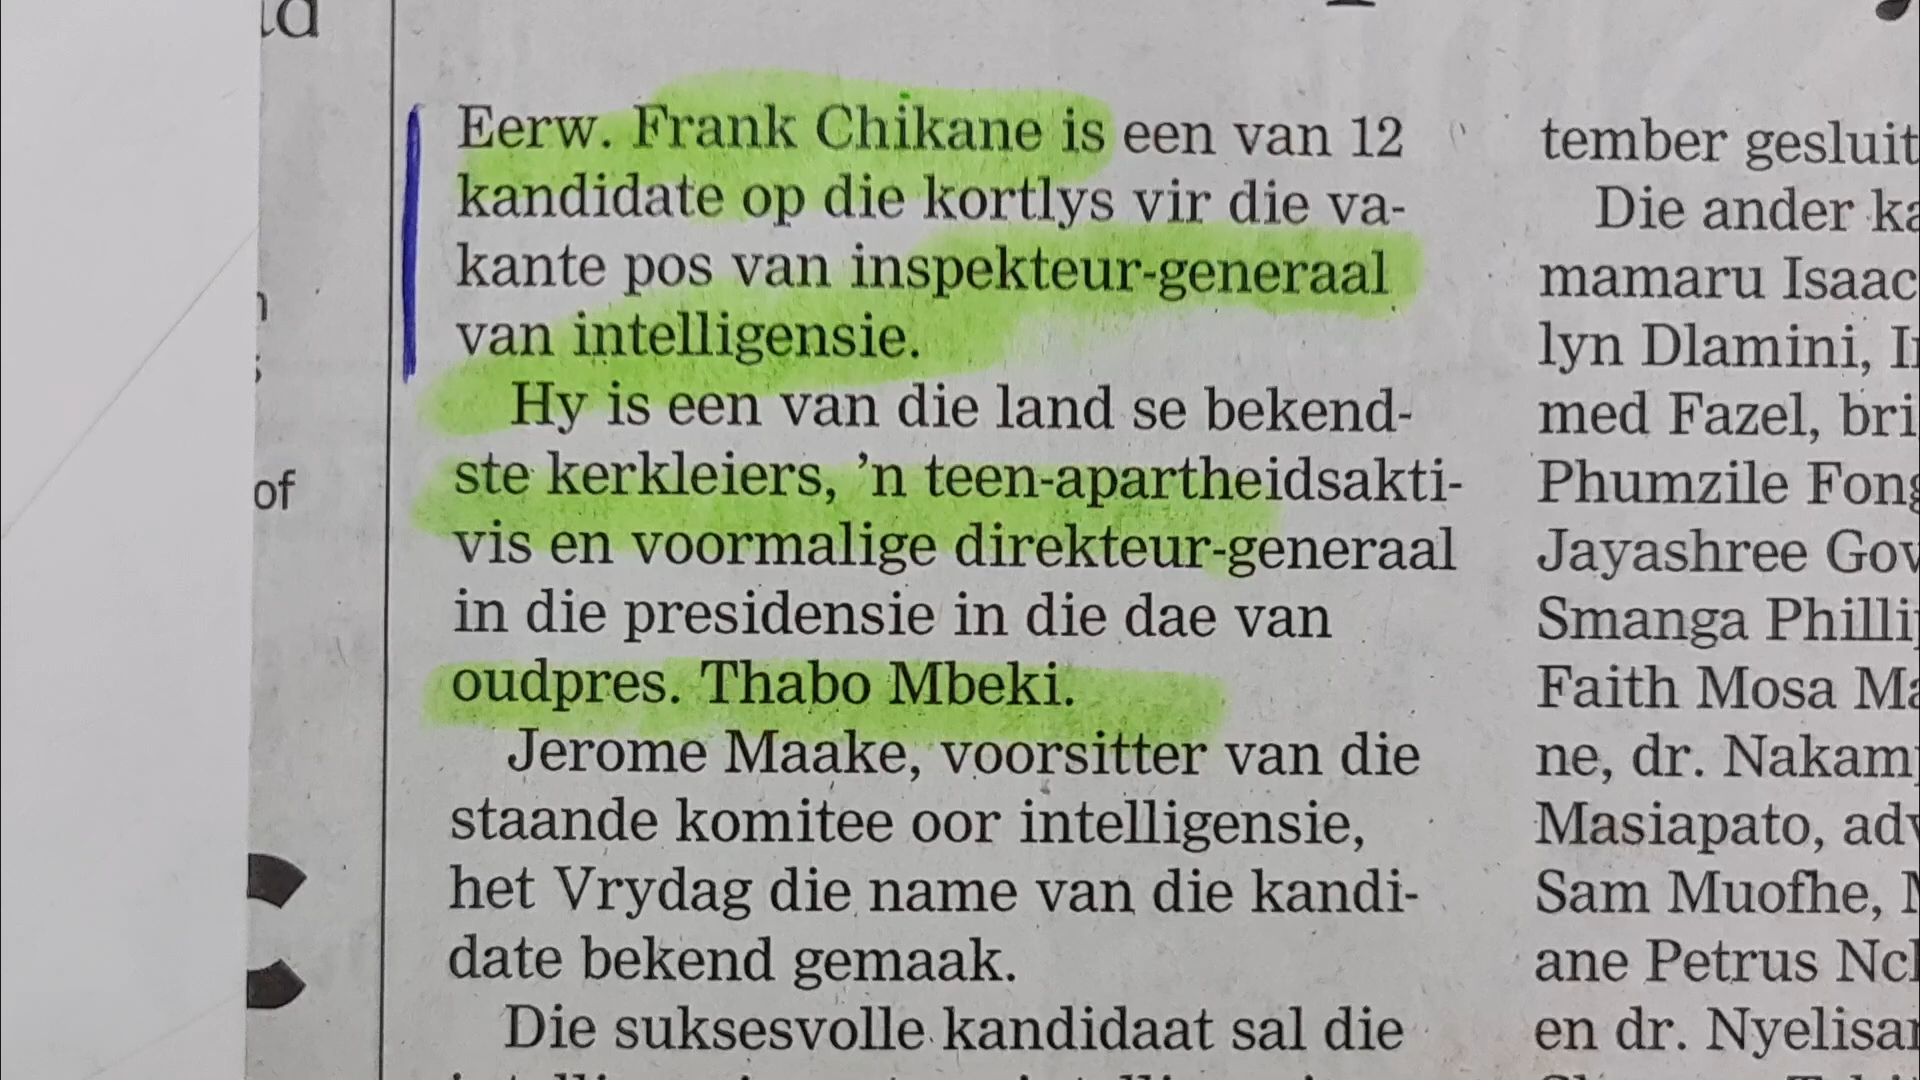 of
Eerw. Frank Chikane is een van 12
kandidate op die kortlys vir die va-
kante pos van inspekteur-generaal
van intelligensie.
Hy is een van die land se bekend-
ste kerkleiers, ’n teen-apartheidsakti-
vis en voormalige direkteur-generaal
in die presidensie in die dae van
oudpres. Thabo Mbeki.
Jerome Maake, voorsitter van die
staande komitee oor intelligensie,
het Vrydag die name van die kandi-
date bekend gemaak.
Die suksesvolle kandidaat sal die
tember gesluit
Die ander
mamaru Isaac
lyn Dlamini,
med Fazel,
Phumzile
Jayashree
Smanga
Faith Mosa
ne, dr.
Masiapato,
Sam Muofhe,
ane Petrus
en dr.